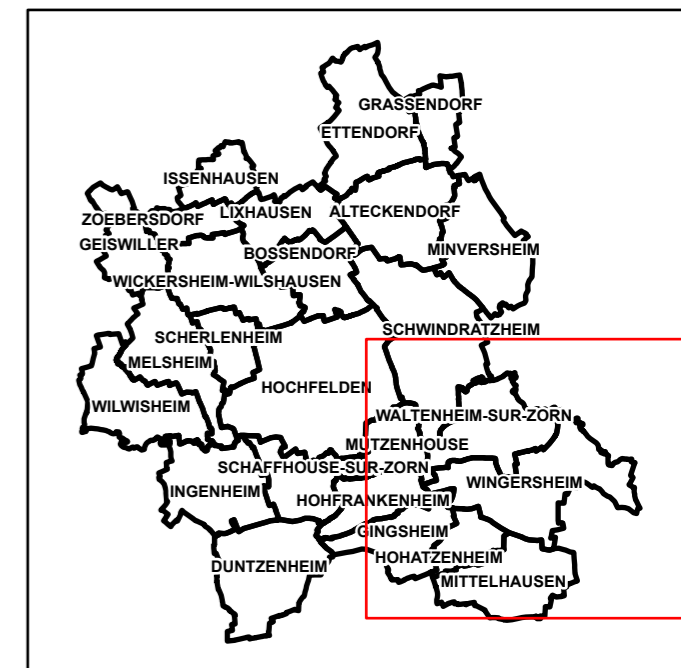 GRASSENDORF
ETTENDORF
ISSENHAUSEN
ZOEBERSDORF
LIXHAUSEN
ALTECKENDORF
GEISWILLER
BOSSENDORF
MINVERSHEIM
WICKERSHEIM-WILSHAUSEN
SCHWINDRATZHEIM
SCHERLENHEIM
MELSHEIM
HOCHFELDEN
WILWISHEIM
WALTENHEIM-SUR-ZORN
MUTZENHOUSE
SCHAFFHOUSE-SUR-ZORN
WINGERSHEIM
INGENHEIM
HOHFRANKENHEIM
GINGSHEIM
HOHATZENHEIM
DUNTZENHEIM
MITTELHAUSEN